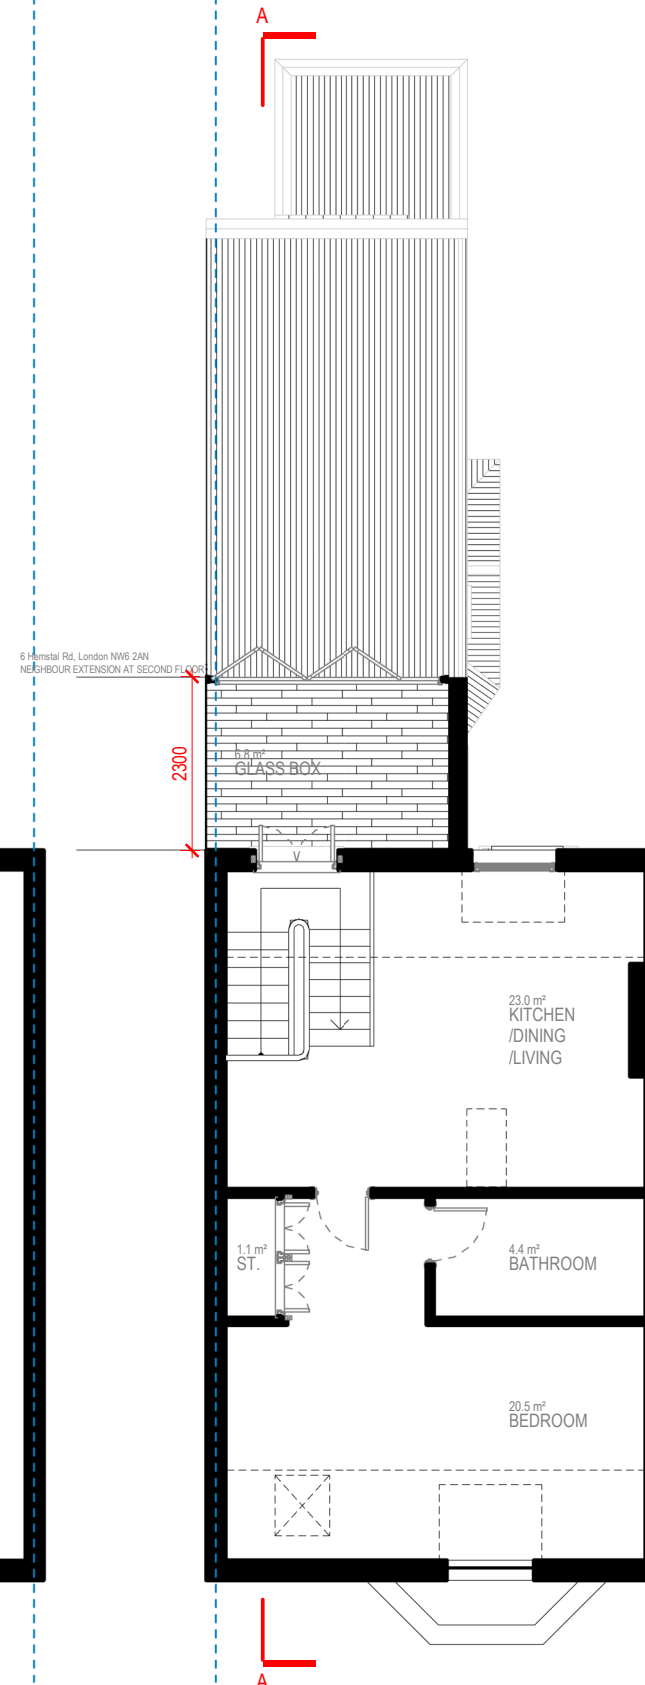 A
6 Hemstal Rd, London NW6 2AN
NEIGHBOUR EXTENSION AT SECOND FLOOR
2300
6.8 m²
GLASS BOX
23.0 m²
KITCHEN
/DINING
/LIVING
1.1 m²
ST.
4.4 m²
BATHROOM
20.5 m²
BEDROOM
A